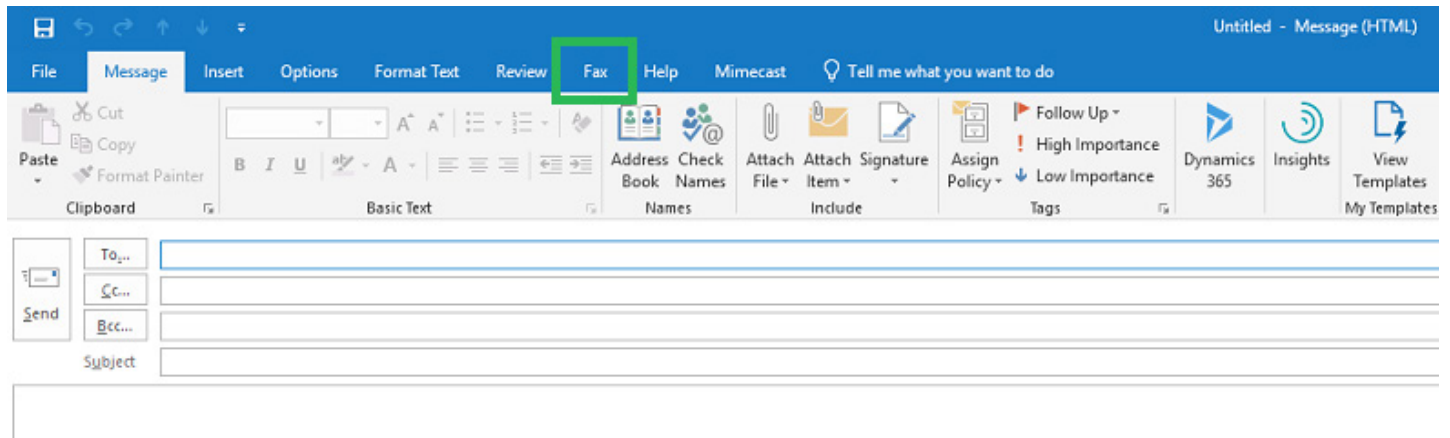 Untitled - Message (HTML)
File Message Insert Options Format Text Review Fax Help Mimecast Tell me what you want to do
Cut
Copy
Format Painter
Paste
Clipboard
A A
B I U ab A
Basic Text
Address Book
Check Names
Names
Attach File
Attach Item
Signature
Include
Assign Policy
Follow Up
! High Importance
Low Importance
Tags
Dynamics 365
Insights
View Templates
My Templates
Send
To...
Cc...
Bcc...
Subject